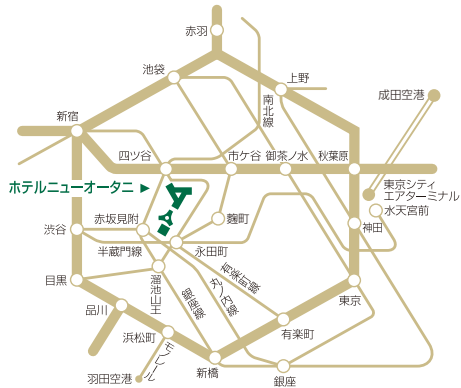 赤羽
池袋
上野
成田空港
南北線
新宿
四ツ谷
市ケ谷
御茶ノ水
秋葉原
ホテルニューオータニ
東京シティ
エアターミナル
水天宮前
赤坂見附
麹町
神田
渋谷
半蔵門線
永田町
目黒
溜池山王
有楽町線
丸ノ内線
銀座線
東京
品川
浜松町
有楽町
モノレール
新橋
羽田空港
銀座